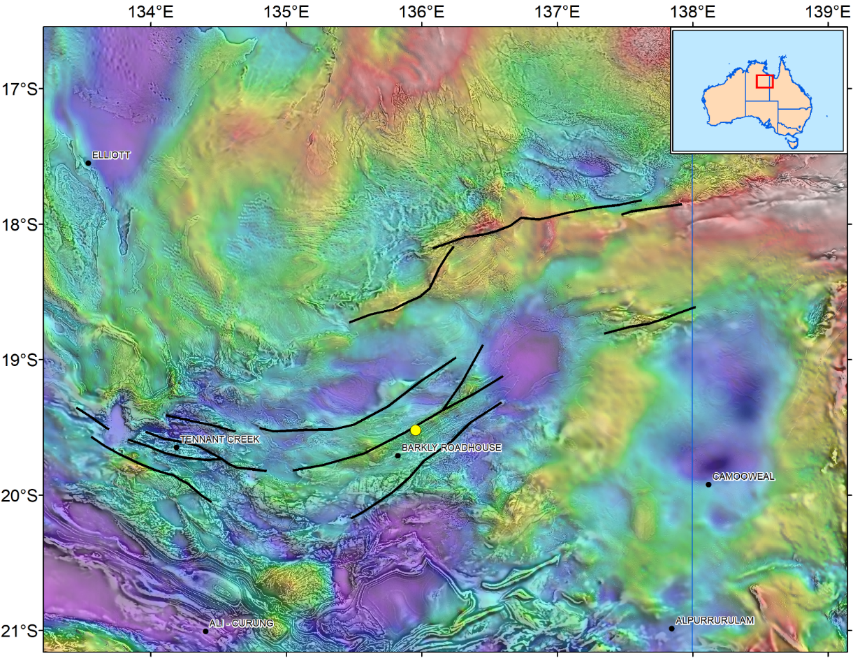 134°E 135°E 136°E 137°E 138°E 139°E
17°S
ELLIOTT
18°S
19°S
TENNANT CREEK
BARKLY ROADHOUSE
CAMOOWEAL
20°S
ALPURRURULAM
ALI - CURUNG
21°S